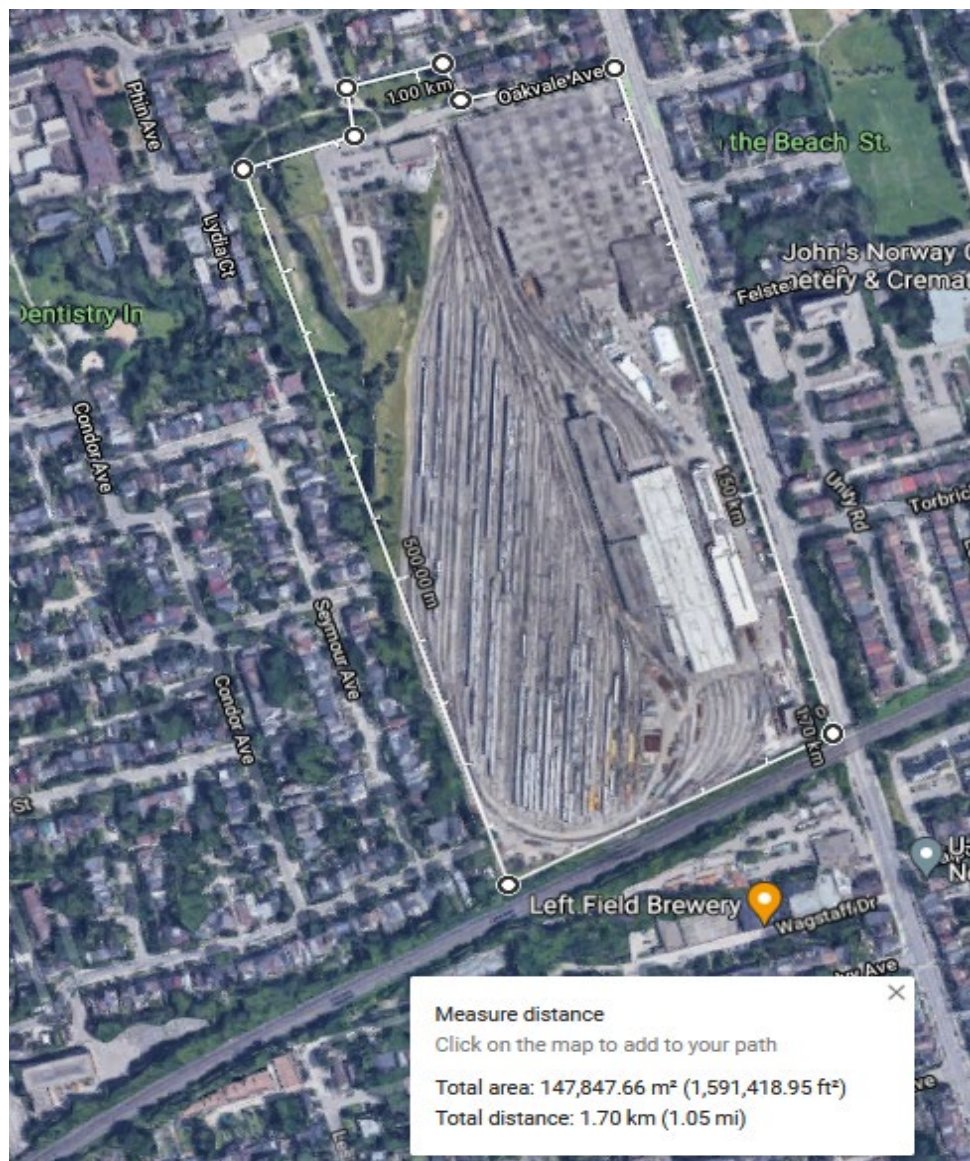 1.00 km
Oakvale Ave
Phin Ave
the Beach St.
Lydia Ct
John's Norway
Cremat
Felste
Dentistry In
Condor Ave
1.50 km
Torbric
500.00 m
Seymour Ave
Condor Ave
1.70 km
St
Left Field Brewery
Wagstaff Dr
Ave
Measure distance
Click on the map to add to your path
Total area: 147,847.66 m² (1,591,418.95 ft²)
Total distance: 1.70 km (1.05 mi)